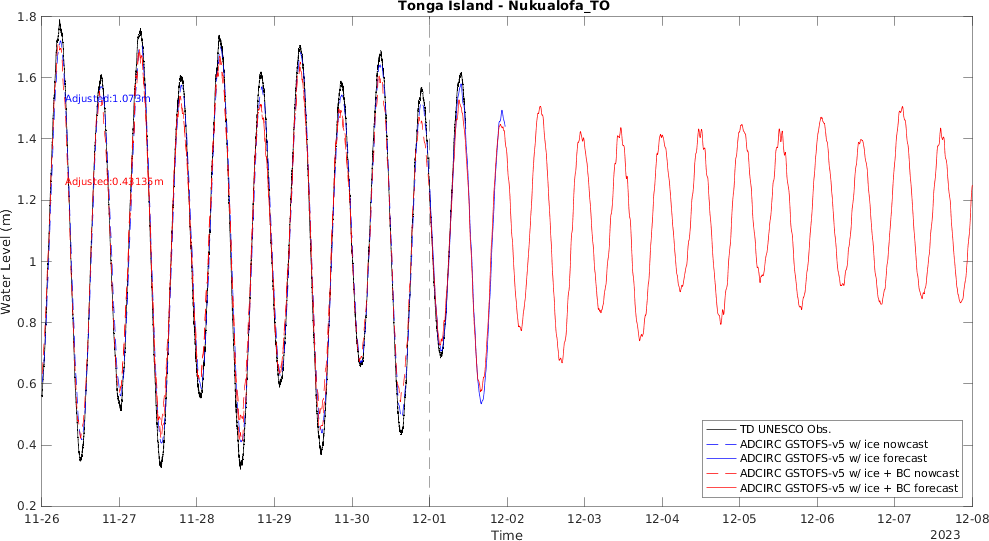 Tonga Island - Nukualofa_TO
1.8
1.6
1.4
1.2
1
0.8
0.6
0.4
0.2
Water Level (m)
Adjusted:1.073m
Adjusted:0.43135m
TD UNESCO Obs.
ADCIRC GSTOFS-v5 w/ ice nowcast
ADCIRC GSTOFS-v5 w/ ice forecast
ADCIRC GSTOFS-v5 w/ ice + BC nowcast
ADCIRC GSTOFS-v5 w/ ice + BC forecast
11-26 11-27 11-28 11-29 11-30 12-01 12-02 12-03 12-04 12-05 12-06 12-07 12-08
Time
2023